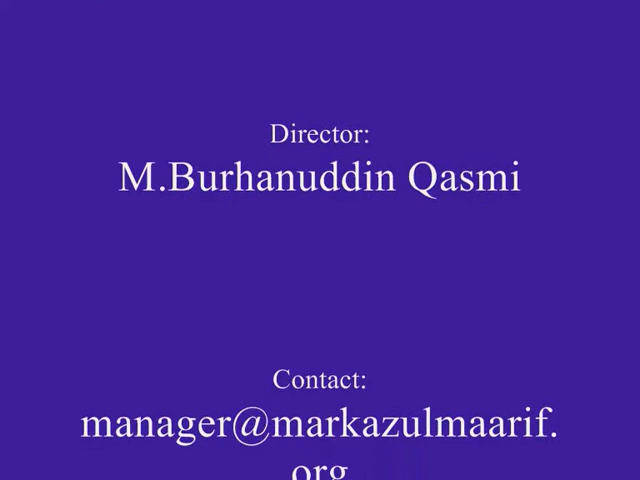 Director:
M.Burhanuddin Qasmi
Contact:
manager@markazulmaarif.
org